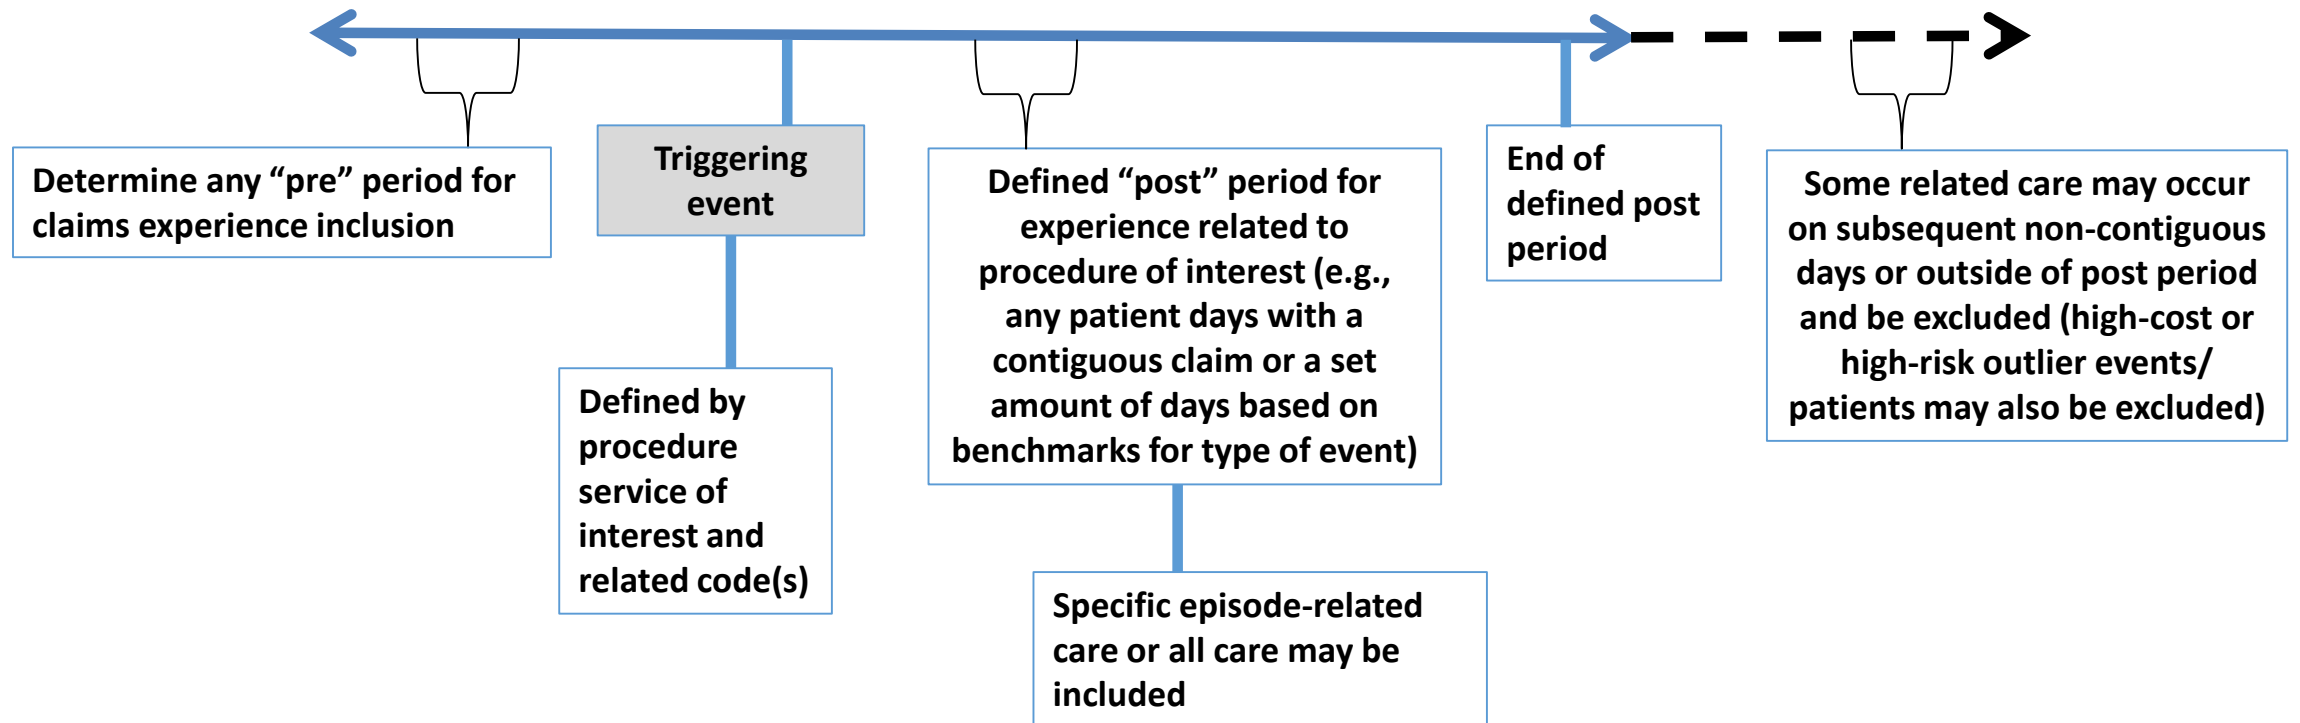 Determine any “pre” period for
claims experience inclusion
Triggering
event
Defined by
procedure
service of
interest and
related code(s)
Defined “post” period for
experience related to
procedure of interest (e.g.,
any patient days with a
contiguous claim or a set
amount of days based on
benchmarks for type of event)
Specific episode-related
care or all care may be
included
End of
defined post
period
Some related care may occur
on subsequent non-contiguous
days or outside of post period
and be excluded (high-cost or
high-risk outlier events/
patients may also be excluded)